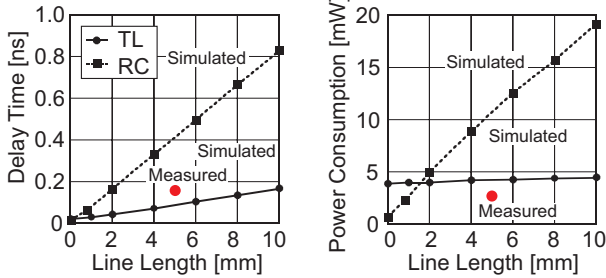 Delay Time [ns]
1.0
0.8
0.6
0.4
0.2
0
TL
RC
Simulated
Simulated
Measured
0 2 4 6 8 10
Line Length [mm]
Power Consumption [mW]
20
15
10
5
0
Simulated
Simulated
Measured
0 2 4 6 8 10
Line Length [mm]